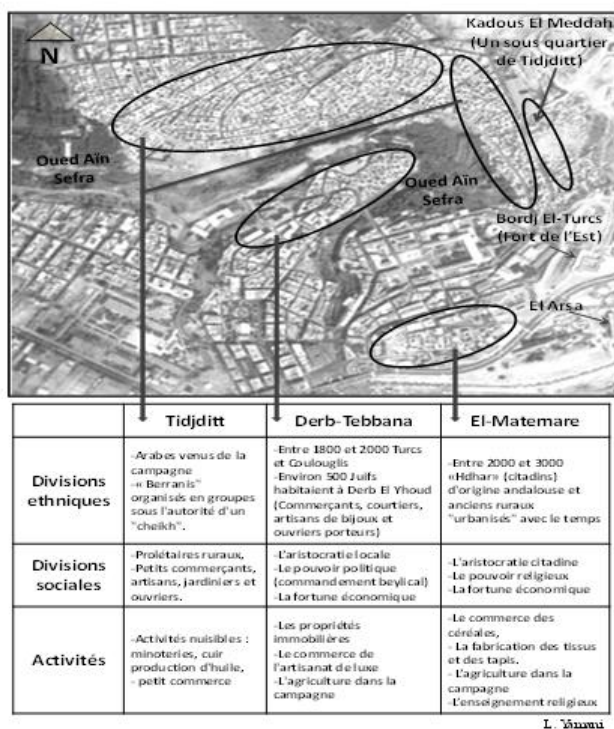 Kadous El Meddah
(Un sous quartier
de Tidjditt)
N
Oued Aïn
Sefra
Oued Aïn
Sefra
Bordj El-Turcs
(Fort de l'Est)
El Arsa
Tidjditt
Derb-Tebbana
El-Matemare
Divisions
ethniques
-Arabes venus de la
campagne
-« Berranis"
organisés en groupes
sous l'autorité d'un
"cheikh".
-Entre 1800 et 2000 Turcs
et Coulouglis
-Environ 500 Juifs
habitaient à Derb El Yhoud
(Commerçants, courtiers,
artisans de bijoux et
ouvriers porteurs)
-Entre 2000 et 3000
«Hdhar» (citadins)
d'origine andalouse et
anciens ruraux
"urbanisés" avec le temps
Divisions
sociales
-Prolétaires ruraux,
-Petits commerçants,
artisans, jardiniers et
ouvriers.
-L'aristocratie locale
-Le pouvoir politique
(commandement beylical)
-La fortune économique
-L'aristocratie citadine
-Le pouvoir religieux
-La fortune économique
Activités
-Activités nuisibles :
minoteries, cuir
production d'huile,
- petit commerce
-Les propriétés
immobilières
-Le commerce de
l'artisanat de luxe
-L'agriculture dans la
campagne
-Le commerce des
céréales,
- La fabrication des tissus
et des tapis.
-L'agriculture dans la
campagne
-L'enseignement religieux
L.